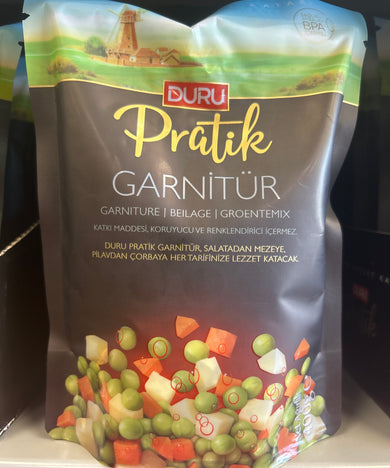 BPA
DURU
Pratik
GARNİTÜR
GARNITURE | BEILAGE | GROENTEMIX
KATKI MADDESİ, KORUYUCU VE RENKLENDİRİCİ İÇERMEZ.
DURU PRATİK GARNİTÜR, SALATADAN MEZEYE,
PİLAVDAN ÇORBAYA HER TARİFİNİZE LEZZET KATACAK.